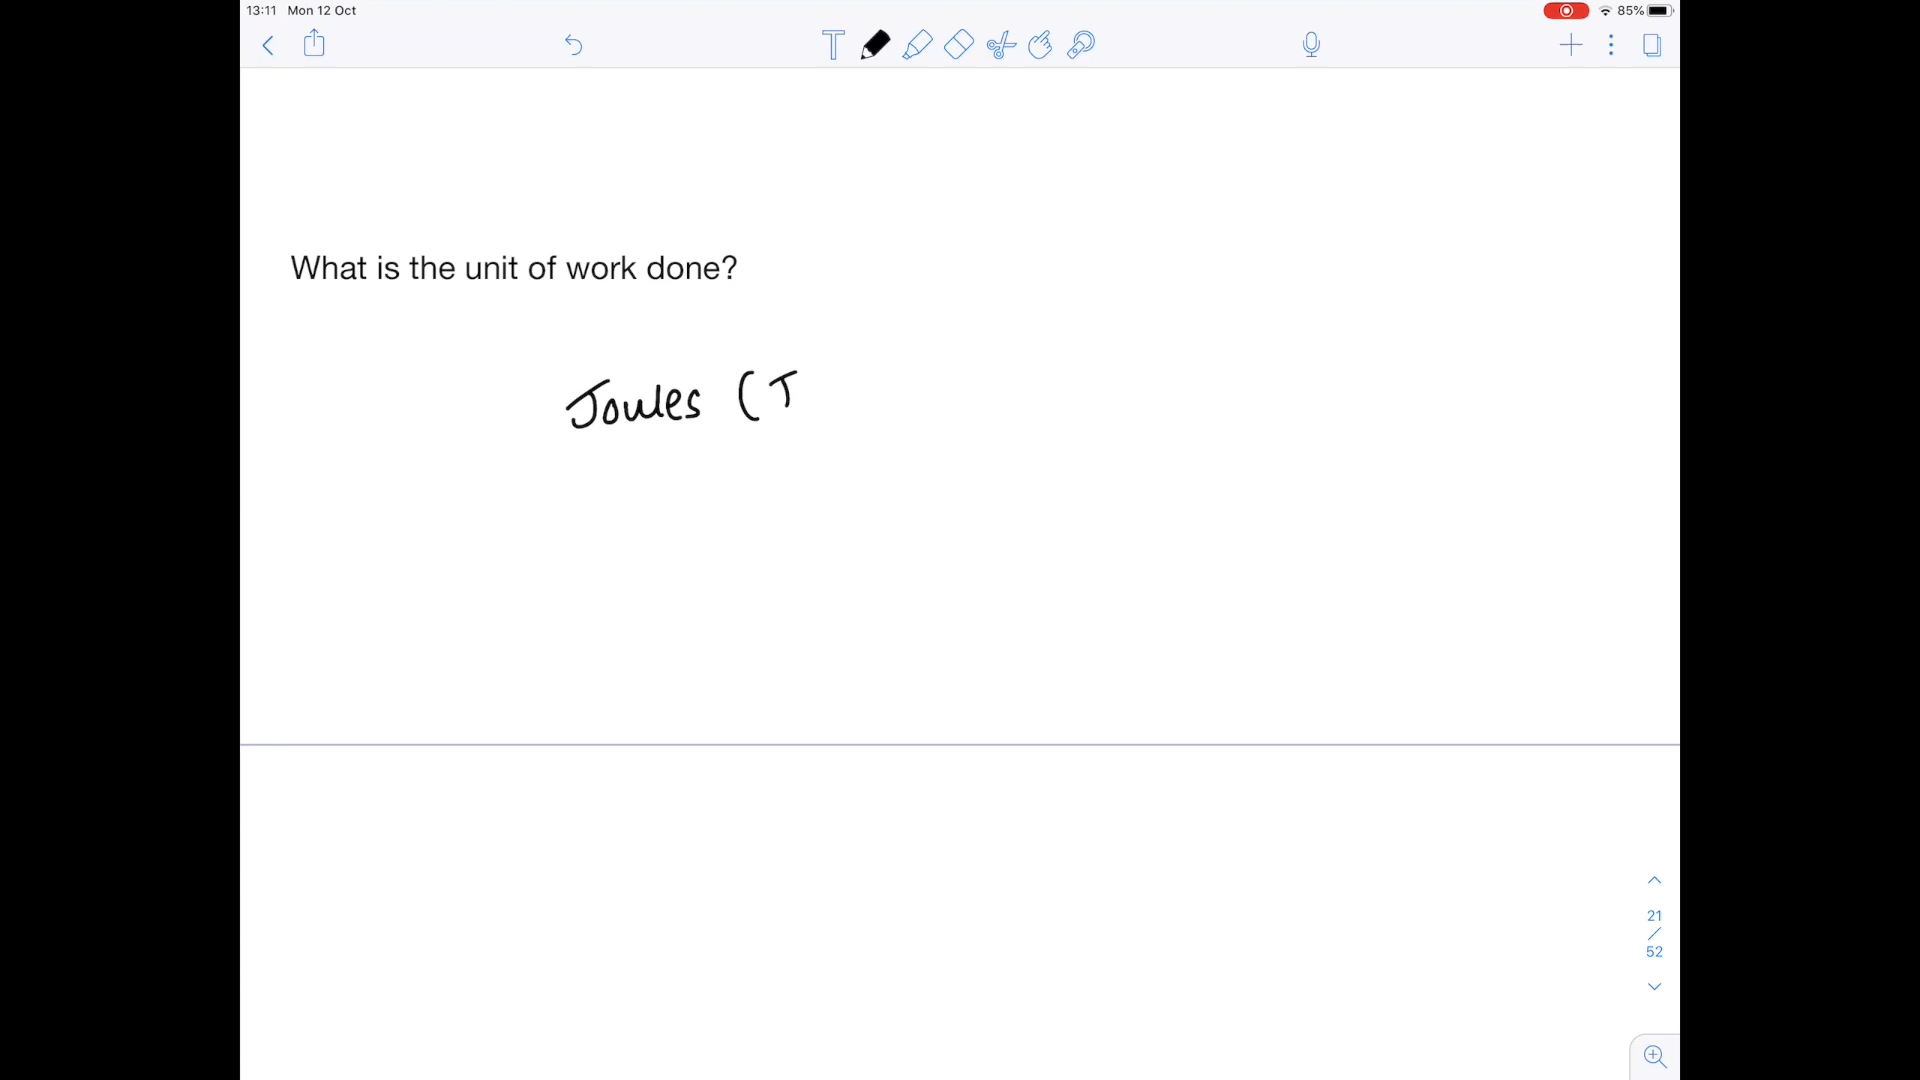 13:11 Mon 12 Oct 85%
What is the unit of work done?
Joules (J
21
/
52